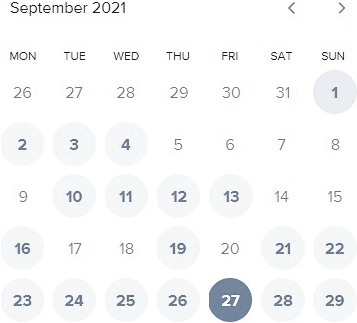 September 2021
MON TUE WED THU FRI SAT SUN
26 27 28 29 30 31 1
2 3 4 5 6 7 8
9 10 11 12 13 14 15
16 17 18 19 20 21 22
23 24 25 26 27 28 29